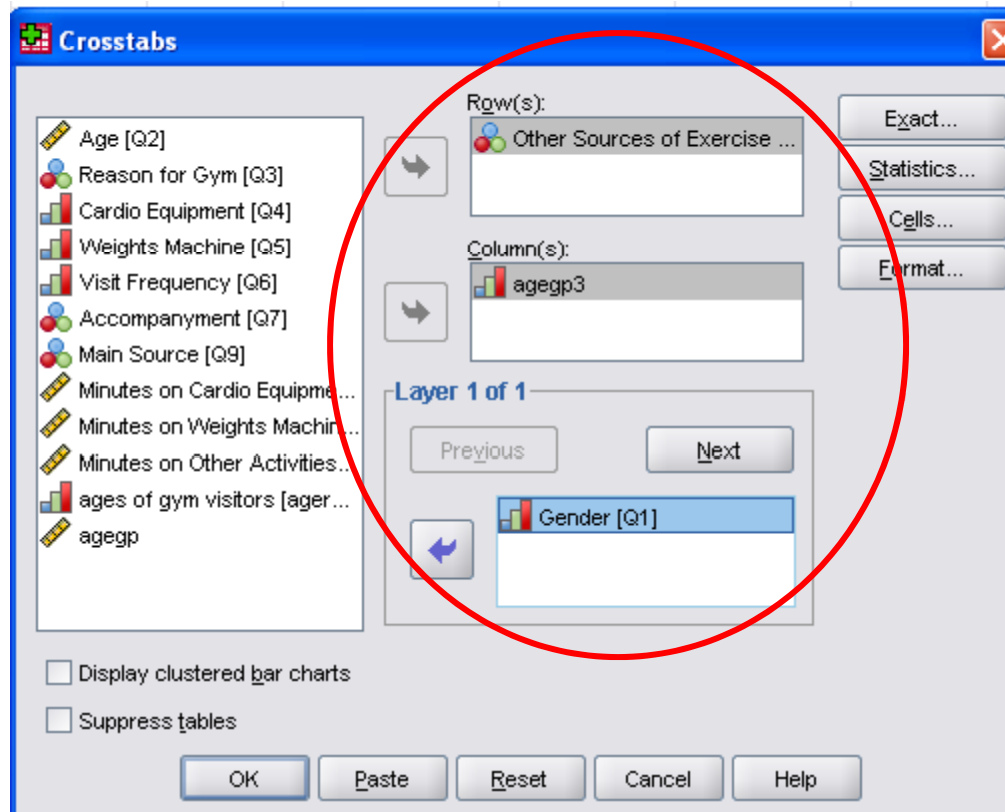 Crosstabs
Age [Q2]
Reason for Gym [Q3]
Cardio Equipment [Q4]
Weights Machine [Q5]
Visit Frequency [Q6]
Accompanyment [Q7]
Main Source [Q9]
Minutes on Cardio Equipme...
Minutes on Weights Machin...
Minutes on Other Activities...
ages of gym visitors [ager...
agegp
Row(s):
Other Sources of Exercise ...
Column(s):
agegp3
Layer 1 of 1
Previous
Next
Gender [Q1]
Exact...
Statistics...
Cells...
Format...
Display clustered bar charts
Suppress tables
OK
Paste
Reset
Cancel
Help